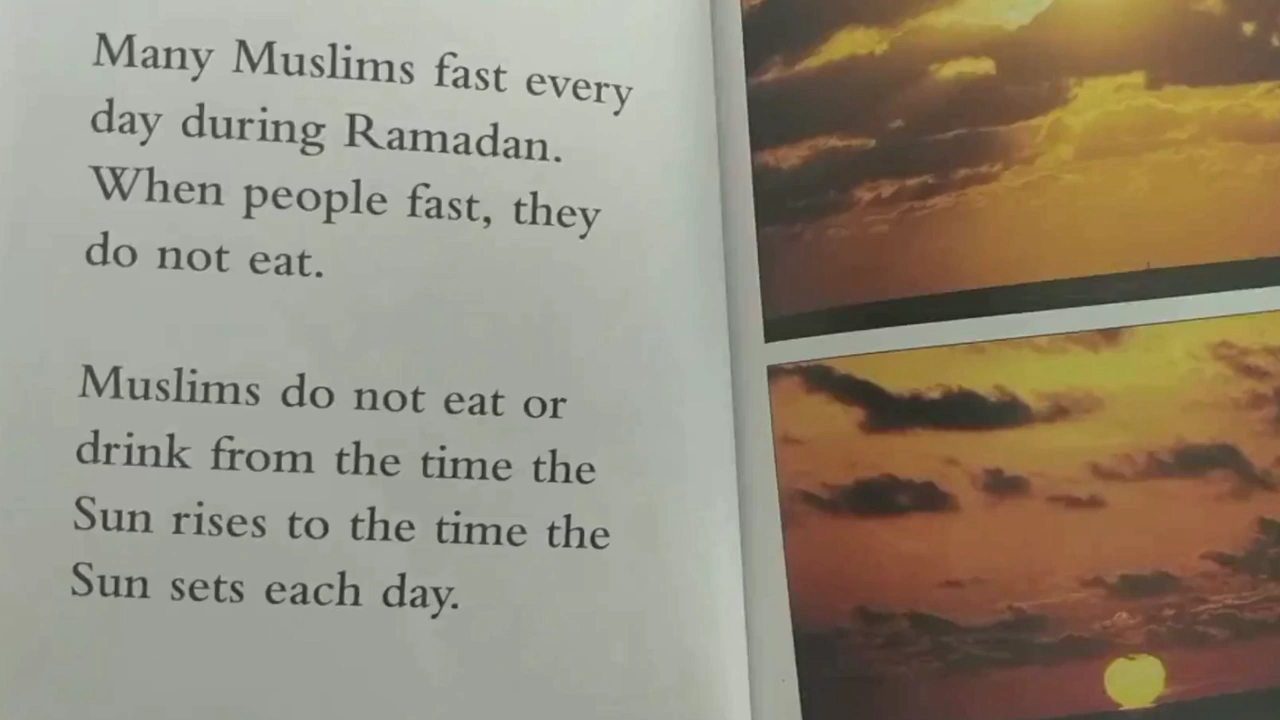 Many Muslims fast every
day during Ramadan.
When people fast, they
do not eat.
Muslims do not eat or
drink from the time the
Sun rises to the time the
Sun sets each day.